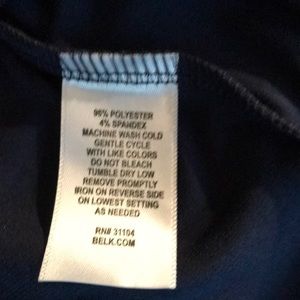 96% POLYESTER
4% SPANDEX
MACHINE WASH COLD
GENTLE CYCLE
WITH LIKE COLORS
DO NOT BLEACH
TUMBLE DRY LOW
REMOVE PROMPTLY
IRON ON REVERSE SIDE
ON LOWEST SETTING
AS NEEDED
RN# 31104
BELK.COM